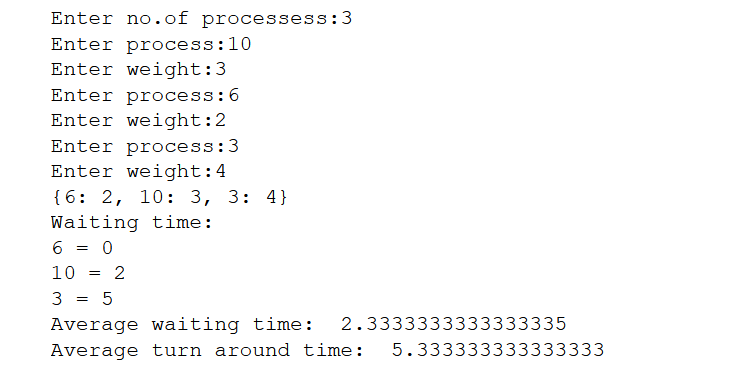 Enter no.of processess:3
Enter process:10
Enter weight:3
Enter process:6
Enter weight:2
Enter process:3
Enter weight:4
{6: 2, 10: 3, 3: 4}
Waiting time:
6 = 0
10 = 2
3 = 5
Average waiting time:  2.3333333333333335
Average turn around time:  5.333333333333333